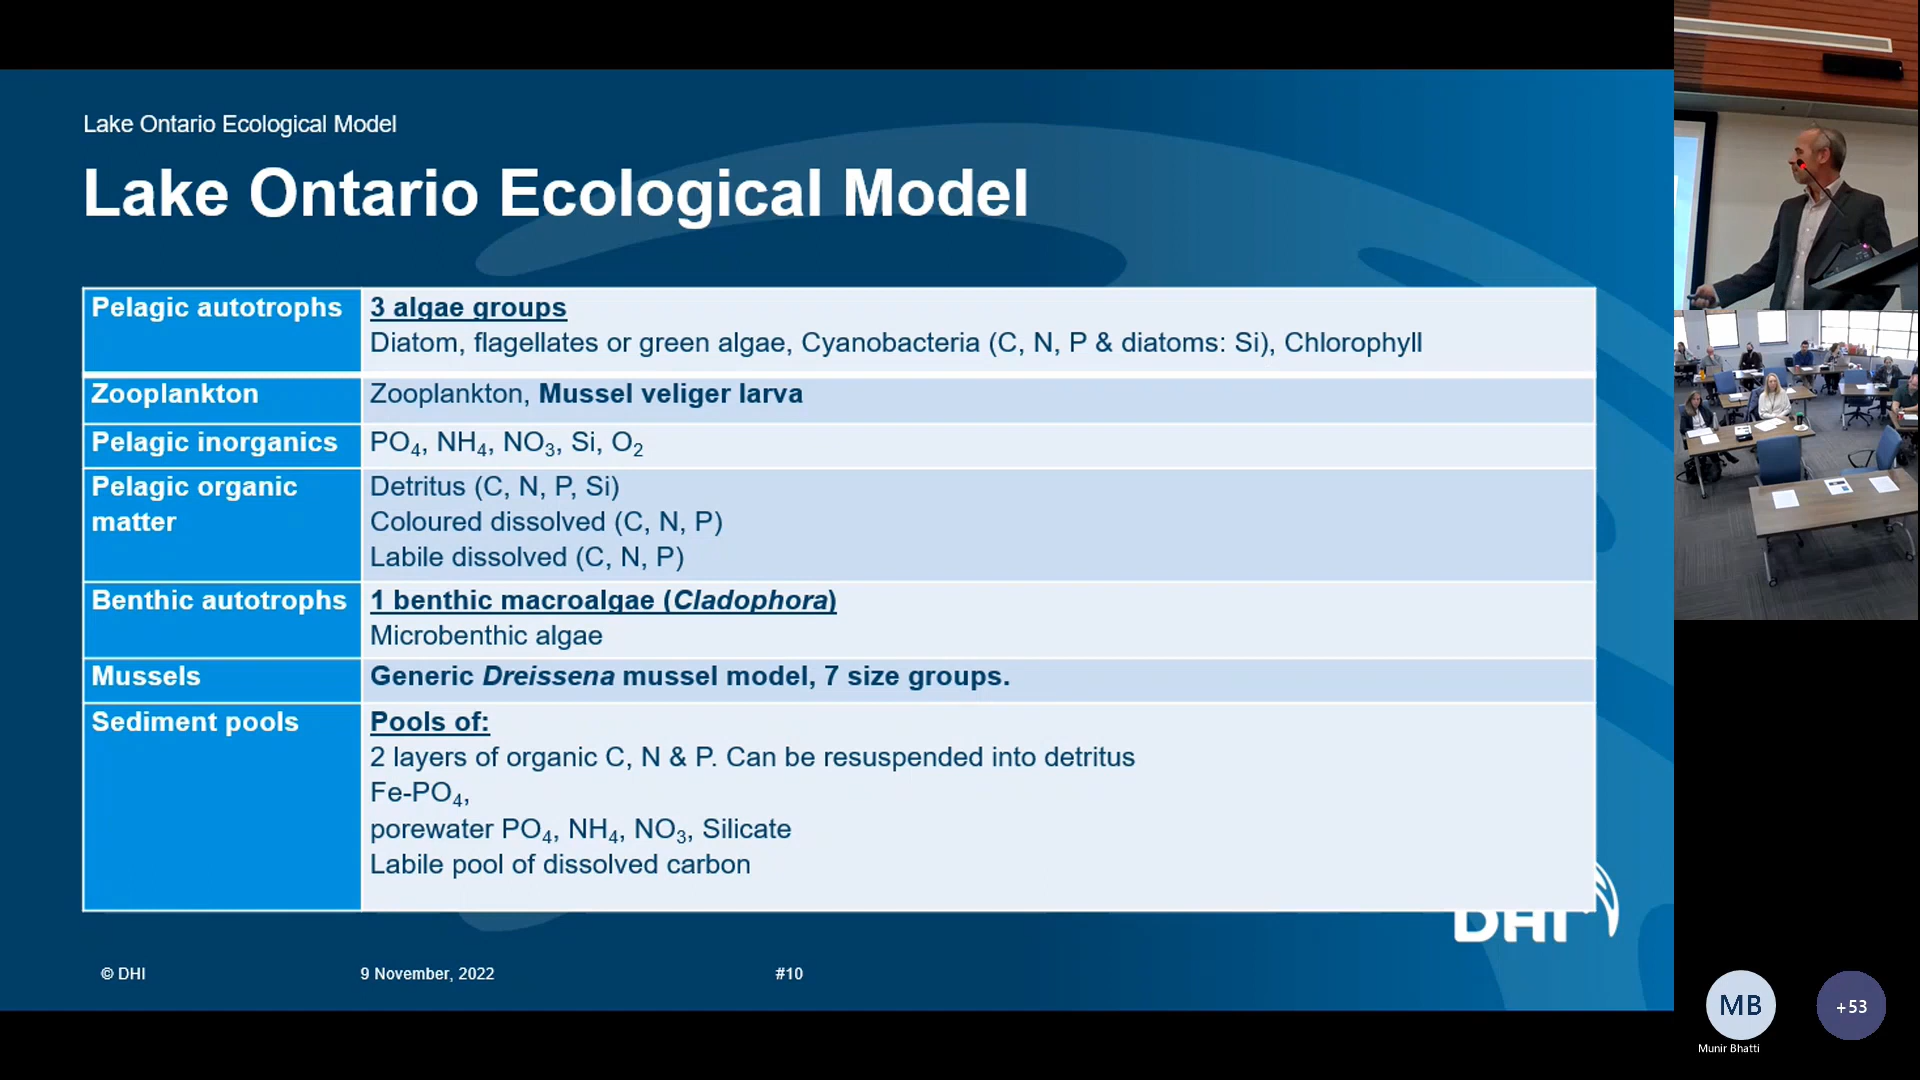 Lake Ontario Ecological Model
Lake Ontario Ecological Model
Pelagic autotrophs
3 algae groups
Diatom, flagellates or green algae, Cyanobacteria (C, N, P & diatoms: Si), Chlorophyll
Zooplankton
Zooplankton, Mussel veliger larva
Pelagic inorganics
PO₄, NH₄, NO₃, Si, O₂
Pelagic organic
matter
Detritus (C, N, P, Si)
Coloured dissolved (C, N, P)
Labile dissolved (C, N, P)
Benthic autotrophs
1 benthic macroalgae (Cladophora)
Microbenthic algae
Mussels
Generic Dreissena mussel model, 7 size groups.
Sediment pools
Pools of:
2 layers of organic C, N & P. Can be resuspended into detritus
Fe-PO₄,
porewater PO₄, NH₄, NO₃, Silicate
Labile pool of dissolved carbon
DHI
© DHI
9 November, 2022
#10
MB
+53
Munir Bhatti